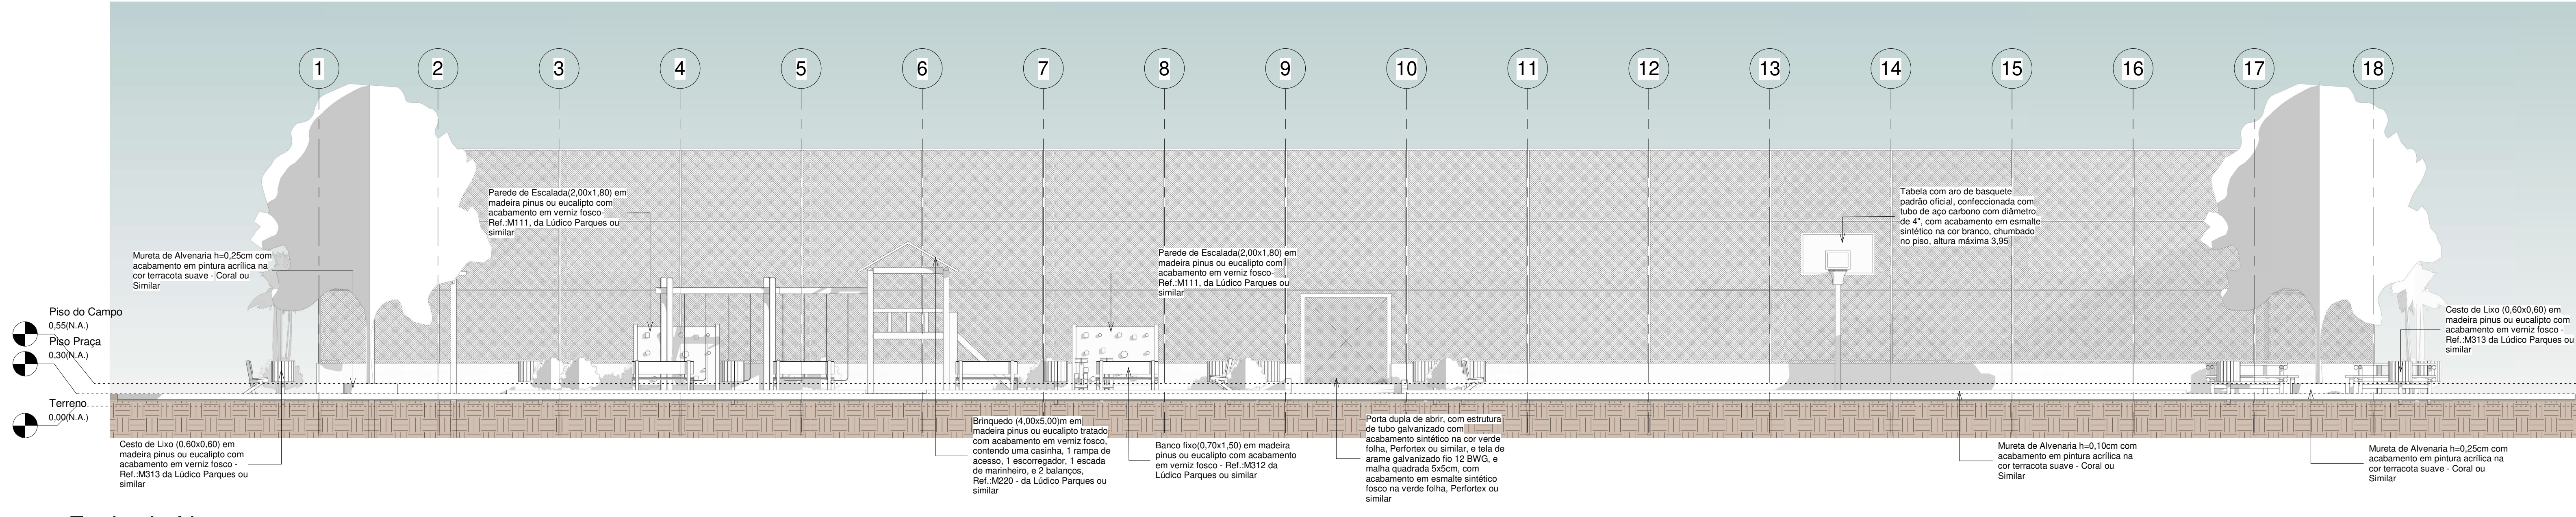 1 2 3 4 5 6 7 8 9 10 11 12 13 14 15 16 17 18
Parede de Escalada(2,00x1,80) em
madeira pinus ou eucalipto com
acabamento em verniz fosco-
Ref.:M111, da Lúdico Parques ou
similar
Tabela com aro de basquete
padrão oficial, confeccionada com
tubo de aço carbono com diâmetro
de 4", com acabamento em esmalte
sintético na cor branco, chumbado
no piso, altura máxima 3,95
Mureta de Alvenaria h=0,25cm com
acabamento em pintura acrílica na
cor terracota suave - Coral ou
Similar
Parede de Escalada(2,00x1,80) em
madeira pinus ou eucalipto com
acabamento em verniz fosco-
Ref.:M111, da Lúdico Parques ou
similar
Piso do Campo
0,55(N.A.)
Piso Praça
0,30(N.A.)
Terreno
0,00(N.A.)
Cesto de Lixo (0,60x0,60) em
madeira pinus ou eucalipto com
acabamento em verniz fosco -
Ref.:M313 da Lúdico Parques ou
similar
Cesto de Lixo (0,60x0,60) em
madeira pinus ou eucalipto com
acabamento em verniz fosco -
Ref.:M313 da Lúdico Parques ou
similar
Brinquedo (4,00x5,00)m em
madeira pinus ou eucalipto tratado
com acabamento em verniz fosco,
contendo uma casinha, 1 rampa de
acesso, 1 escorregador, 1 escada
de marinheiro, e 2 balanços,
Ref.:M220 - da Lúdico Parques ou
similar
Banco fixo(0,70x1,50) em madeira
pinus ou eucalipto com acabamento
em verniz fosco - Ref.:M312 da
Lúdico Parques ou similar
Porta dupla de abrir, com estrutura
de tubo galvanizado com
acabamento sintético na cor verde
folha, Perfortex ou similar, e tela de
arame galvanizado fio 12 BWG, e
malha quadrada 5x5cm, com
acabamento em esmalte sintético
fosco na verde folha, Perfortex ou
similar
Mureta de Alvenaria h=0,10cm com
acabamento em pintura acrílica na
cor terracota suave - Coral ou
Similar
Mureta de Alvenaria h=0,25cm com
acabamento em pintura acrílica na
cor terracota suave - Coral ou
Similar